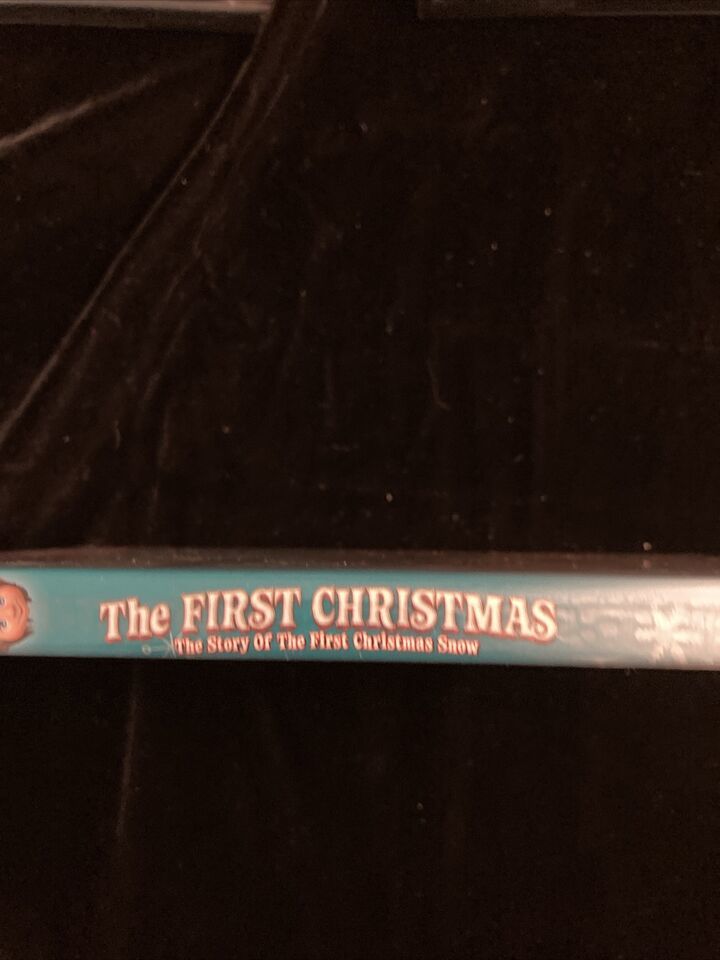 The FIRST CHRISTMAS
The Story Of The First Christmas Snow